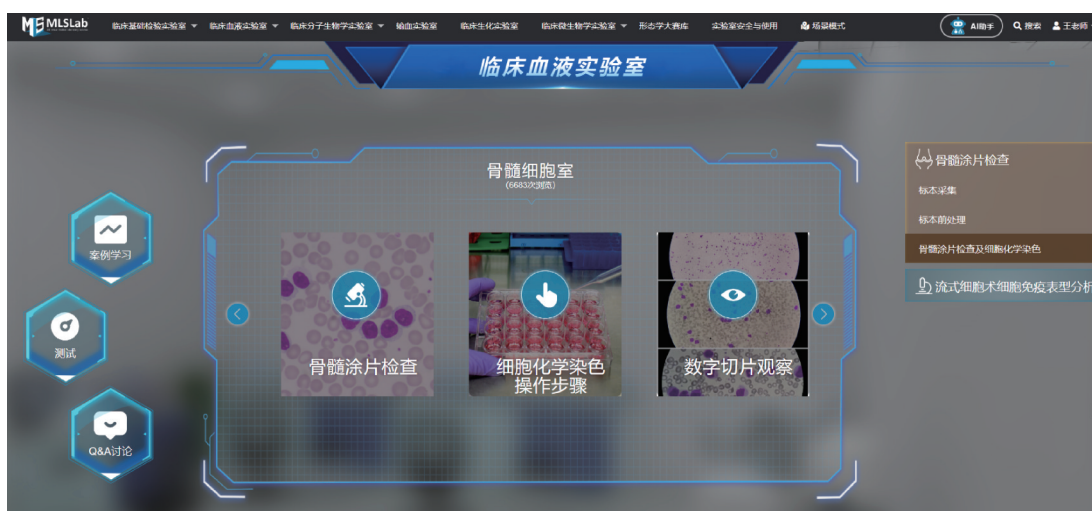 MLSLab
临床基础检验实验室
临床血液实验室
临床分子生物学实验室
输血实验室
临床生化实验室
临床微生物学实验室
形态学大赛库
实验室安全与使用
场景模式
AI助手
搜索
王老师
临床血液实验室
骨髓细胞室
(6683次浏览)
案例学习
测试
Q&A讨论
骨髓涂片检查
细胞化学染色
操作步骤
数字切片观察
骨髓涂片检查
标本采集
标本前处理
骨髓涂片检查及细胞化学染色
流式细胞术细胞免疫表型分析